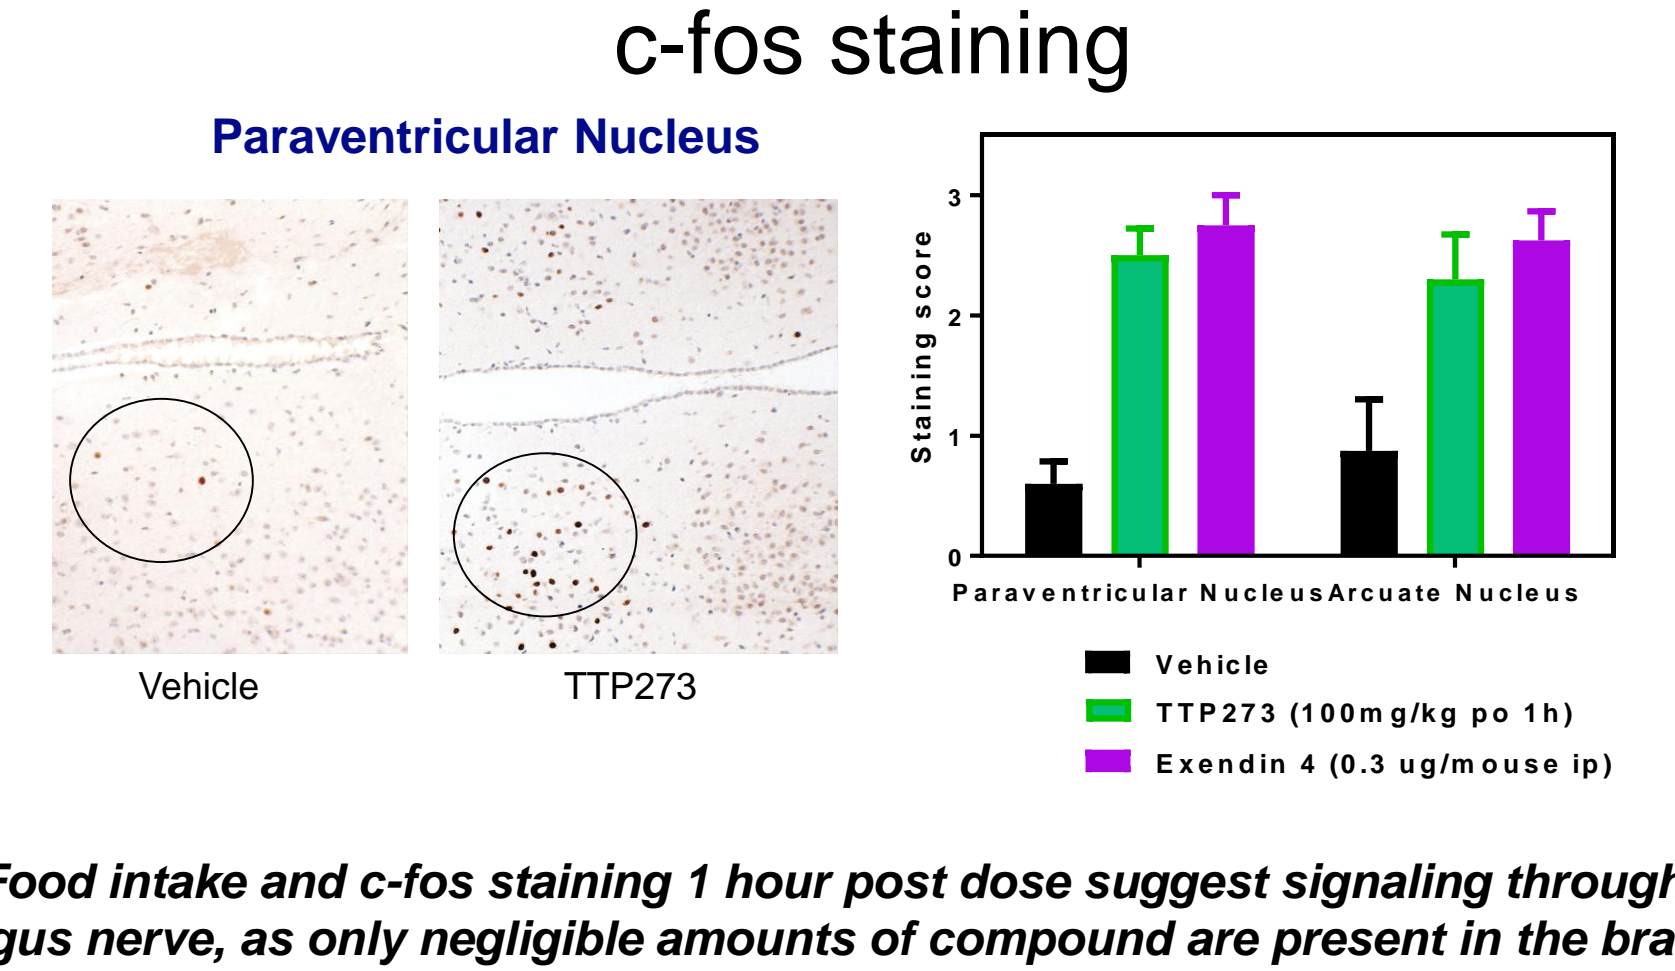 c-fos staining
Paraventricular Nucleus
Vehicle
TTP273
Staining score
3
2
1
0
Paraventricular Nucleus Arcuate Nucleus
Vehicle
TTP273 (100mg/kg po 1h)
Exendin 4 (0.3 ug/mouse ip)
Food intake and c-fos staining 1 hour post dose suggest signaling through
gus nerve, as only negligible amounts of compound are present in the bra